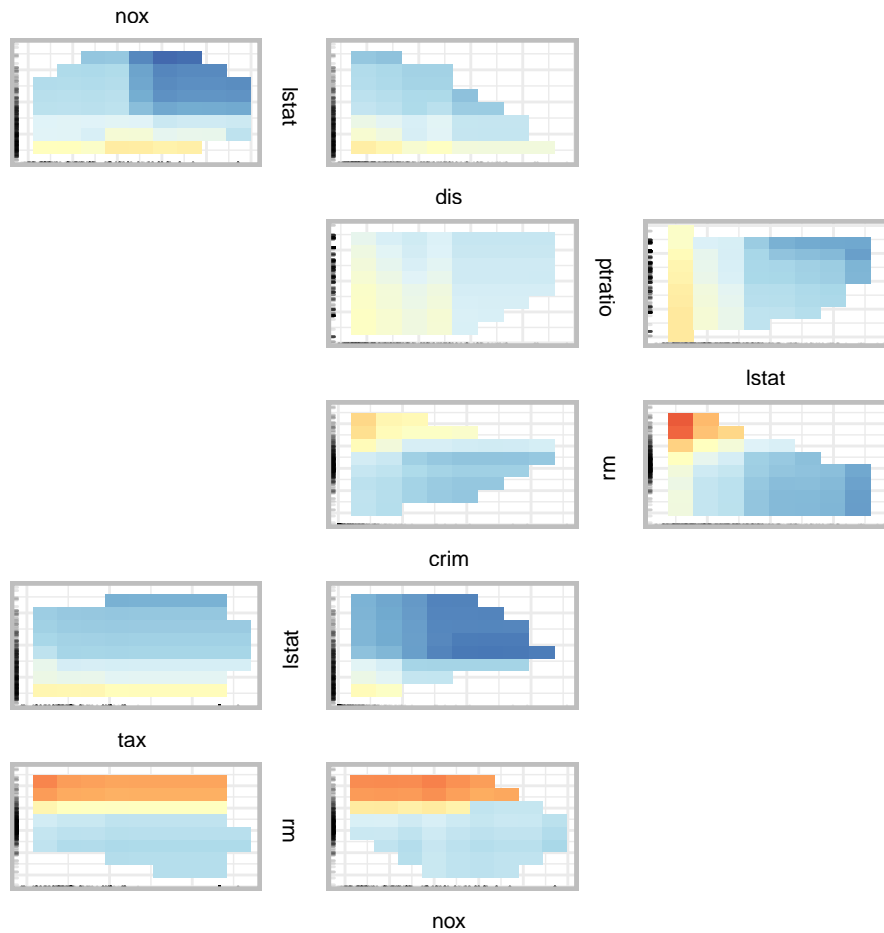 nox
lstat
dis
ptratio
lstat
rm
crim
lstat
tax
rm
nox